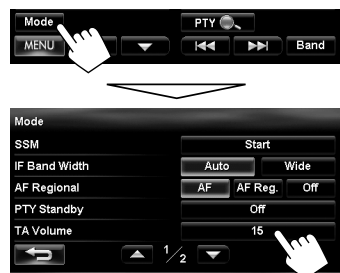 Mode PTY
MENU Band
Mode
SSM Start
IF Band Width Auto Wide
AF Regional AF AF Reg. Off
PTY Standby Off
TA Volume 15
1/2